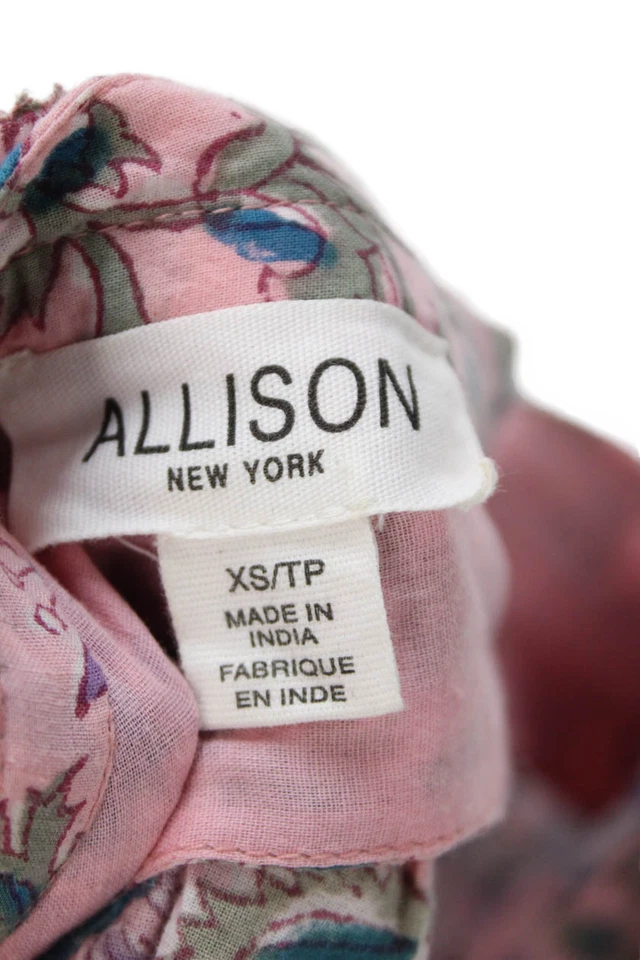 ALLISON
NEW YORK
XS/TP
MADE IN
INDIA
FABRIQUE
EN INDE